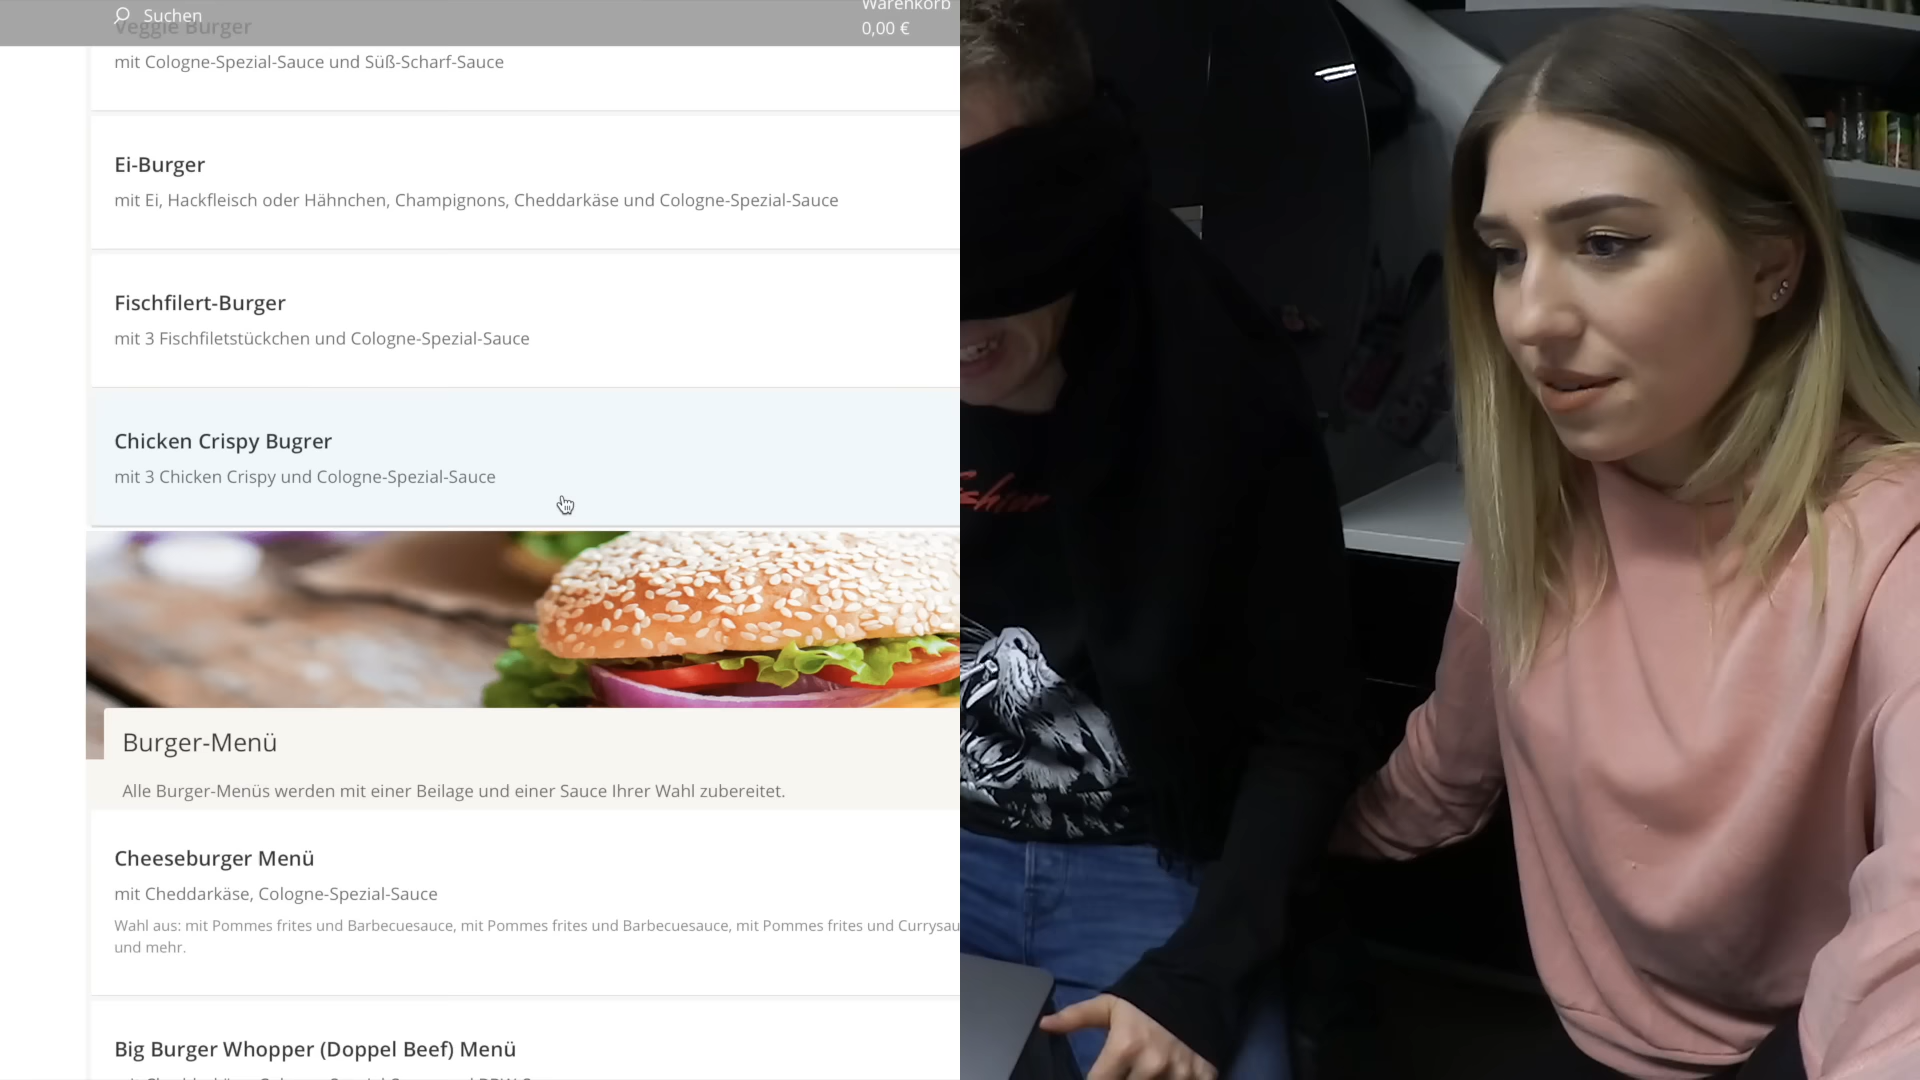 Suchen
Warenkorb
0,00 €
Veggie Burger
mit Cologne-Spezial-Sauce und Süß-Scharf-Sauce
Ei-Burger
mit Ei, Hackfleisch oder Hähnchen, Champignons, Cheddarkäse und Cologne-Spezial-Sauce
Fischfilert-Burger
mit 3 Fischfiletstückchen und Cologne-Spezial-Sauce
Chicken Crispy Bugrer
mit 3 Chicken Crispy und Cologne-Spezial-Sauce
Burger-Menü
Alle Burger-Menüs werden mit einer Beilage und einer Sauce Ihrer Wahl zubereitet.
Cheeseburger Menü
mit Cheddarkäse, Cologne-Spezial-Sauce
Wahl aus: mit Pommes frites und Barbecuesauce, mit Pommes frites und Barbecuesauce, mit Pommes frites und Currysau
und mehr.
Big Burger Whopper (Doppel Beef) Menü